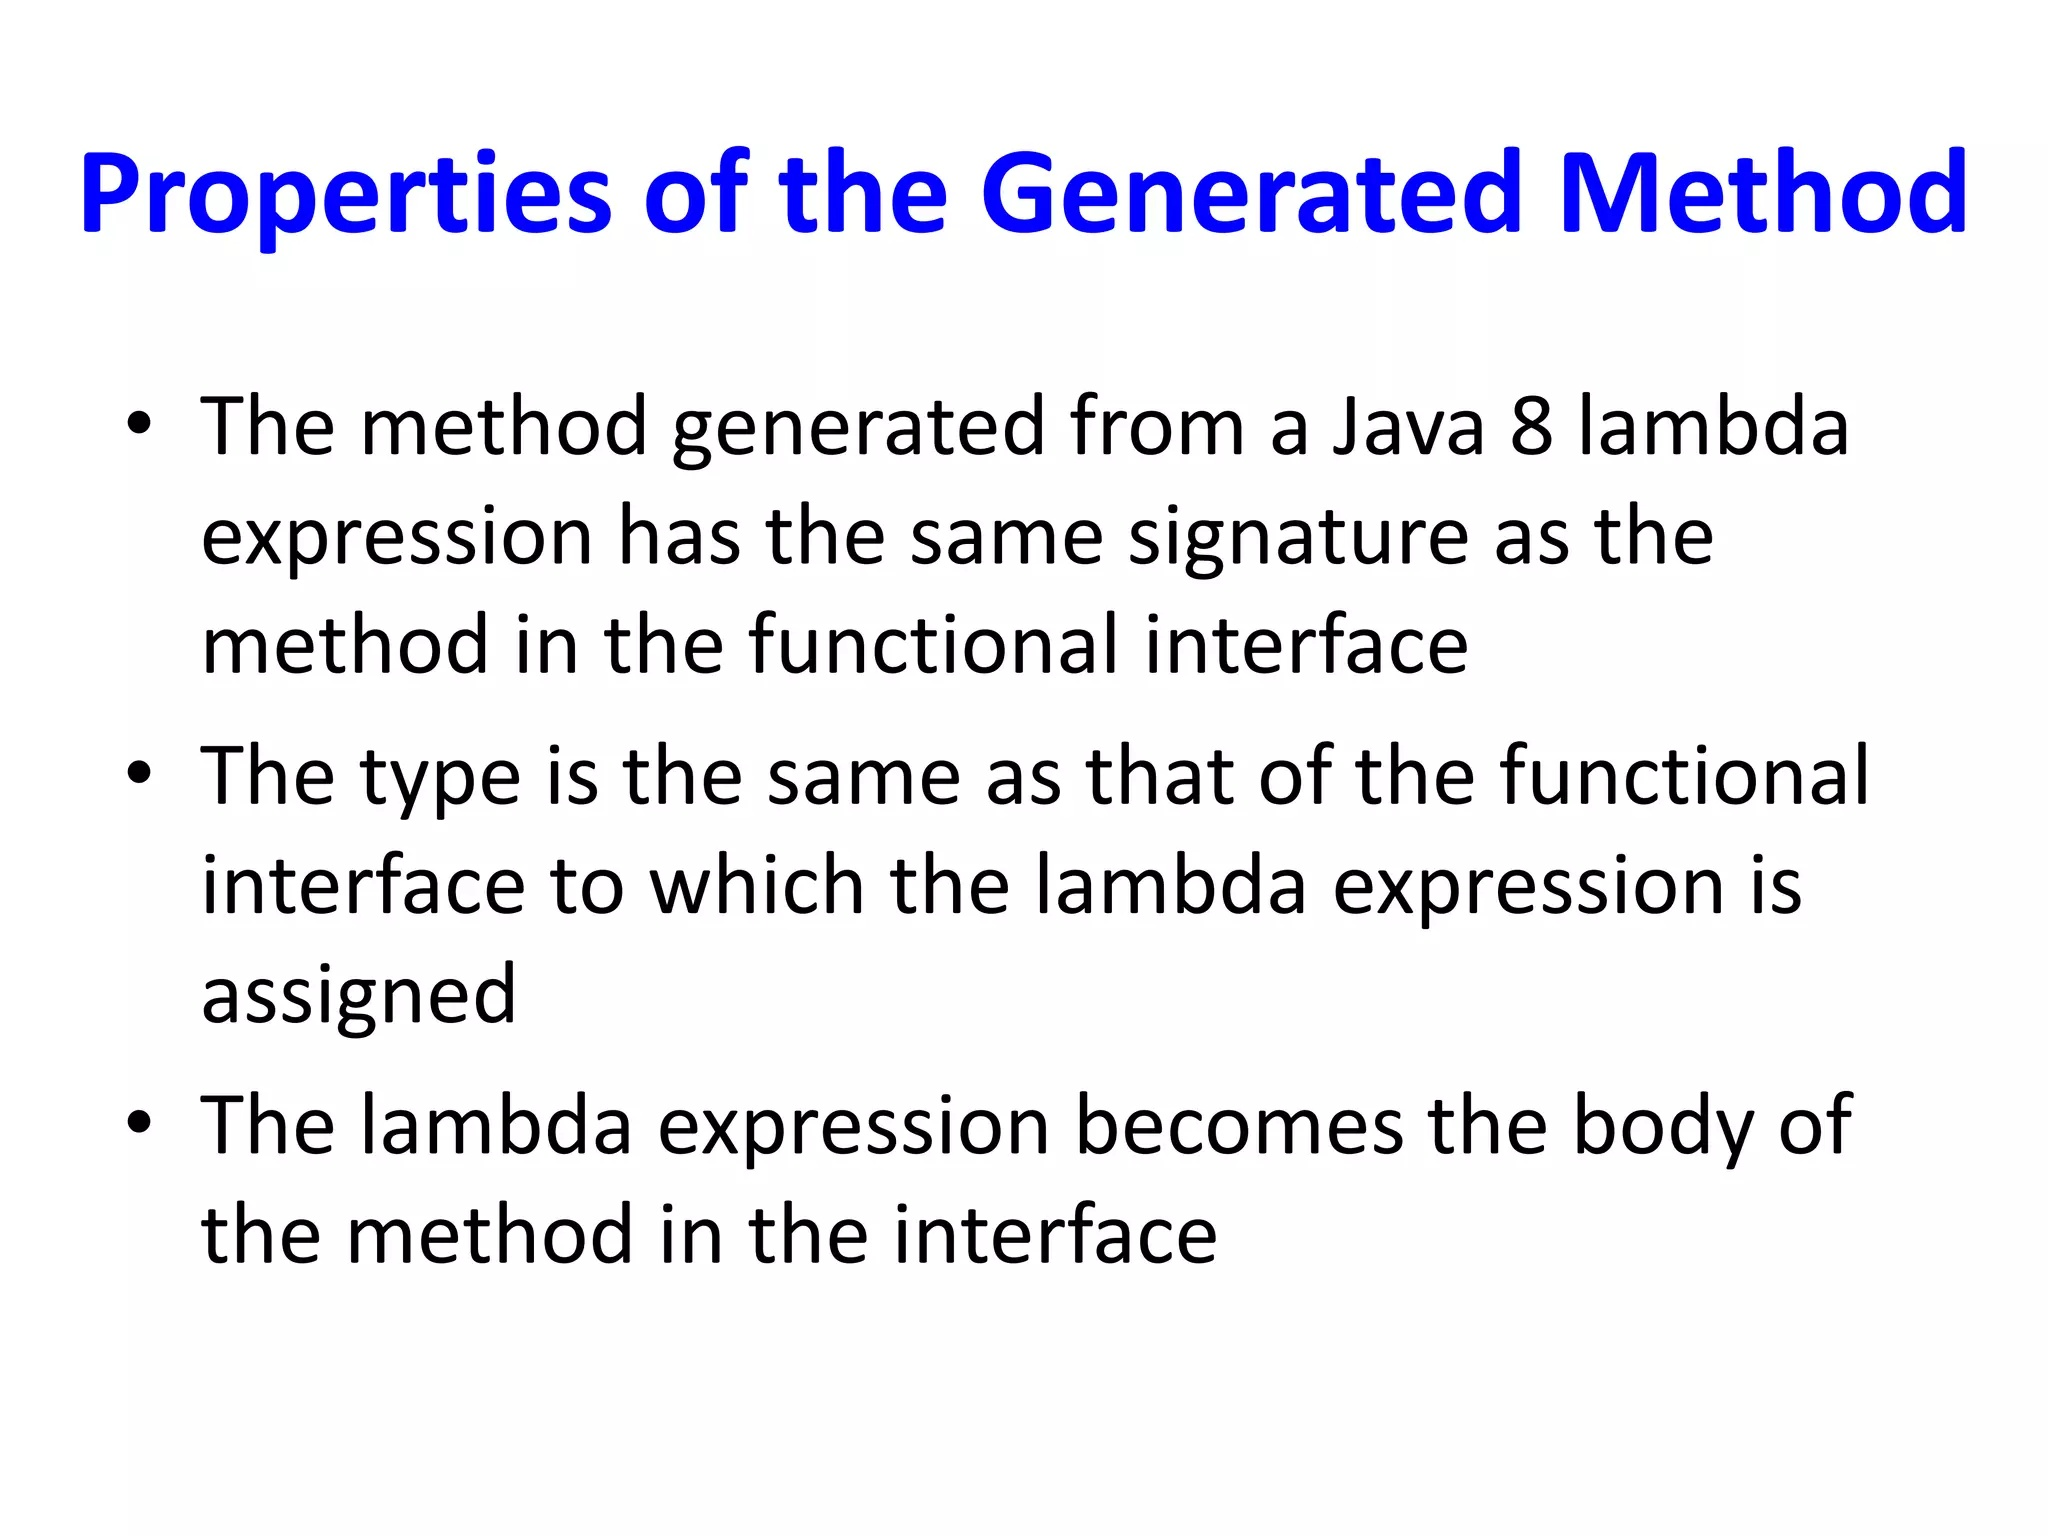 Properties of the Generated Method
• The method generated from a Java 8 lambda
expression has the same signature as the
method in the functional interface
• The type is the same as that of the functional
interface to which the lambda expression is
assigned
• The lambda expression becomes the body of
the method in the interface